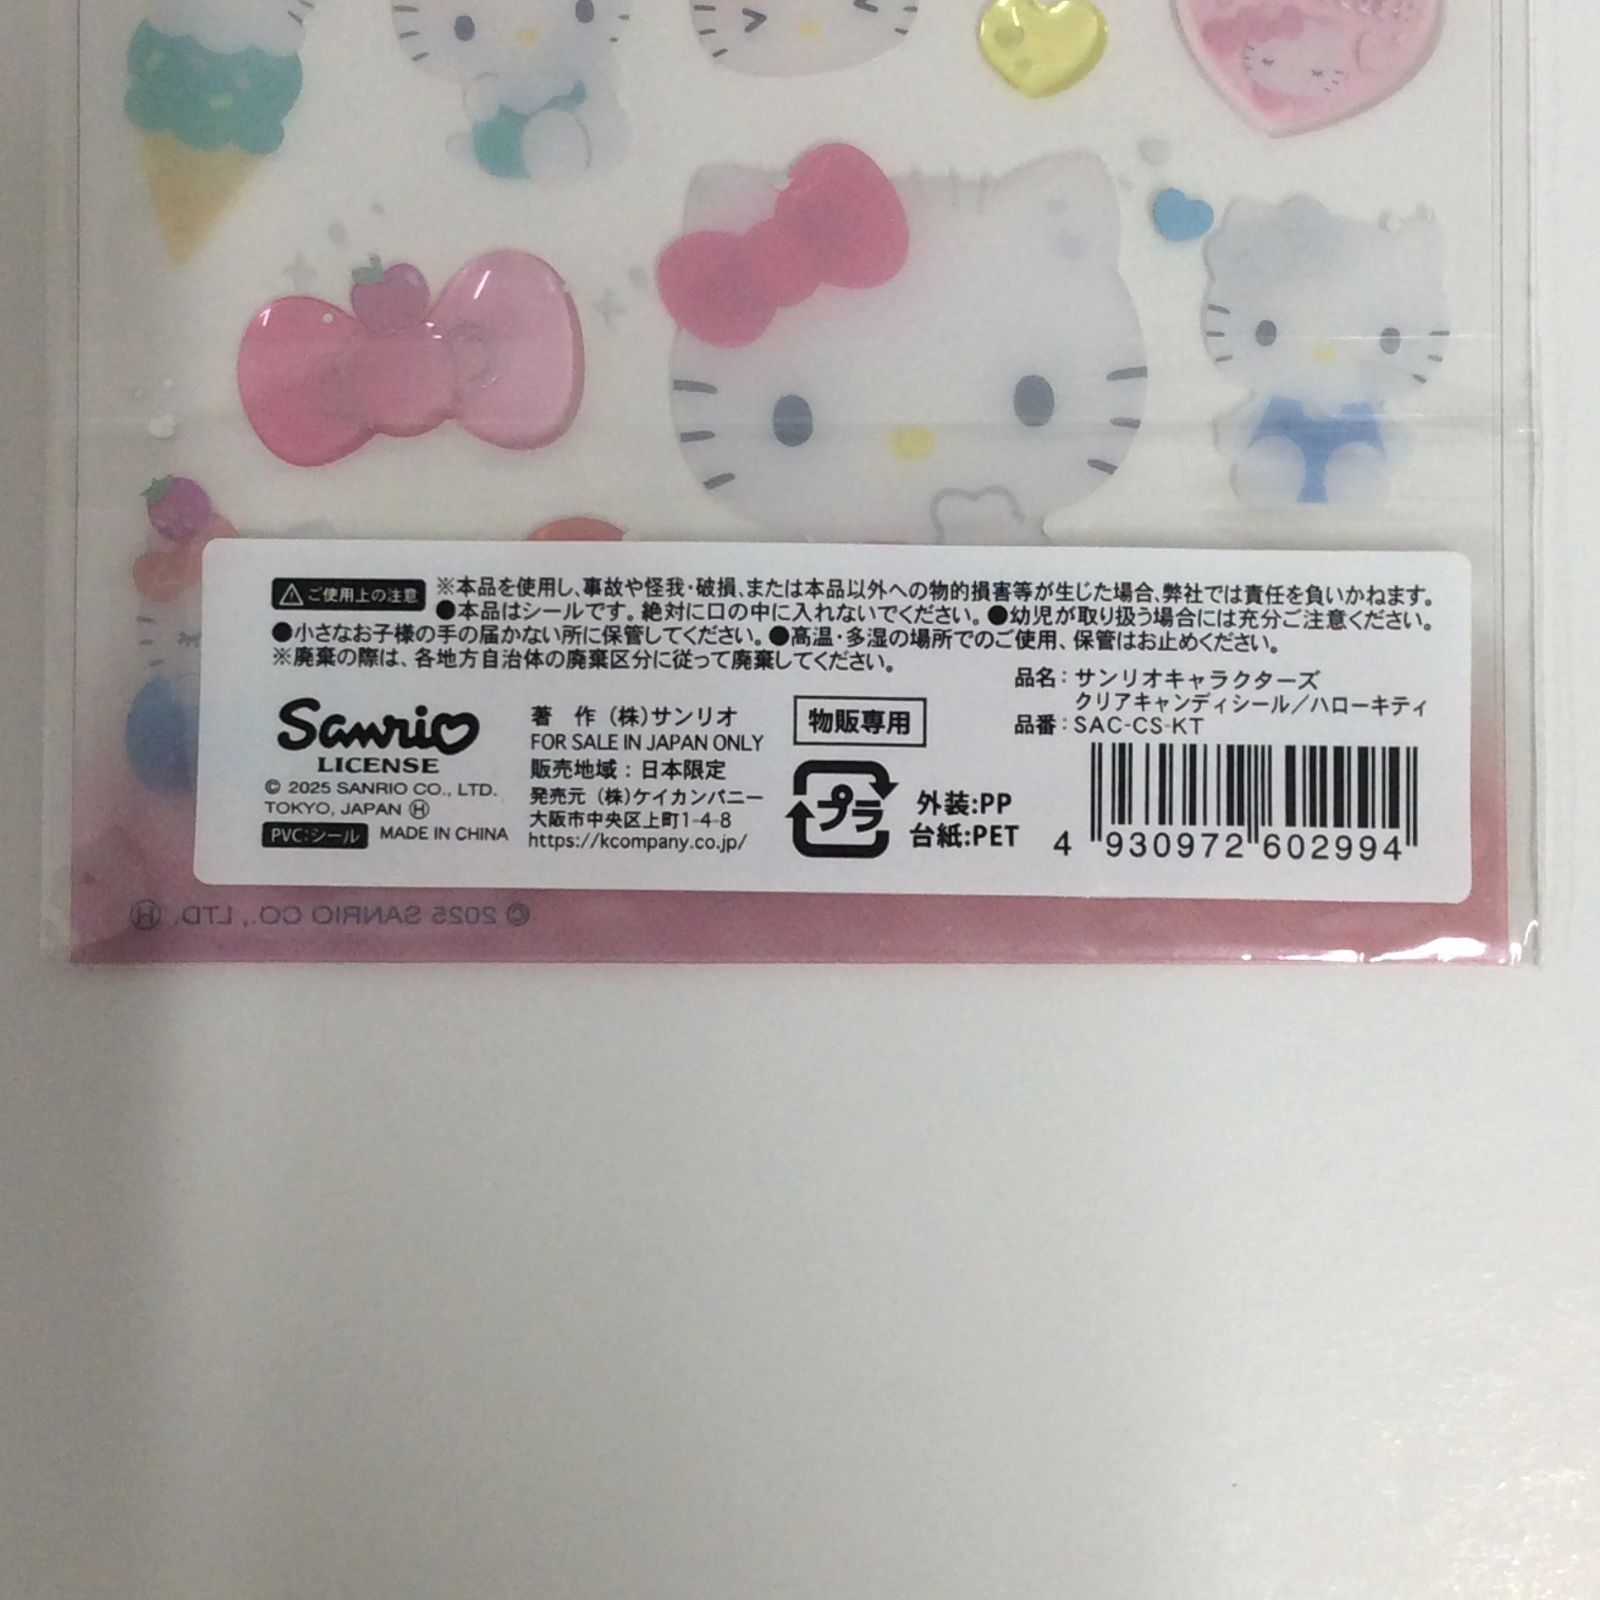 ⚠ご使用上の注意 ※本品を使用し、事故や怪我・破損、または本品以外への物的損害等が生じた場合、弊社では責任を負いかねます。
●本品はシールです。絶対に口の中に入れないでください。●幼児が取り扱う場合には充分ご注意ください。
●小さなお子様の手の届かない所に保管してください。●高温・多湿の場所でのご使用、保管はお止めください。
※廃棄の際は、各地方自治体の廃棄区分に従って廃棄してください。
品名：サンリオキャラクターズ
クリアキャンディシール／ハローキティ
品番：SAC-CS-KT
Sanrio
LICENSE
© 2025 SANRIO CO., LTD.
TOKYO, JAPAN Ⓗ
PVC:シール MADE IN CHINA
著　作（株）サンリオ
FOR SALE IN JAPAN ONLY
販売地域：日本限定
発売元（株）ケイカンパニー
大阪市中央区上町1-4-8
https://kcompany.co.jp/
物販専用
プラ
外装:PP
台紙:PET
4 930972 602994
© 2025 SANRIO CO., LTD. Ⓗ